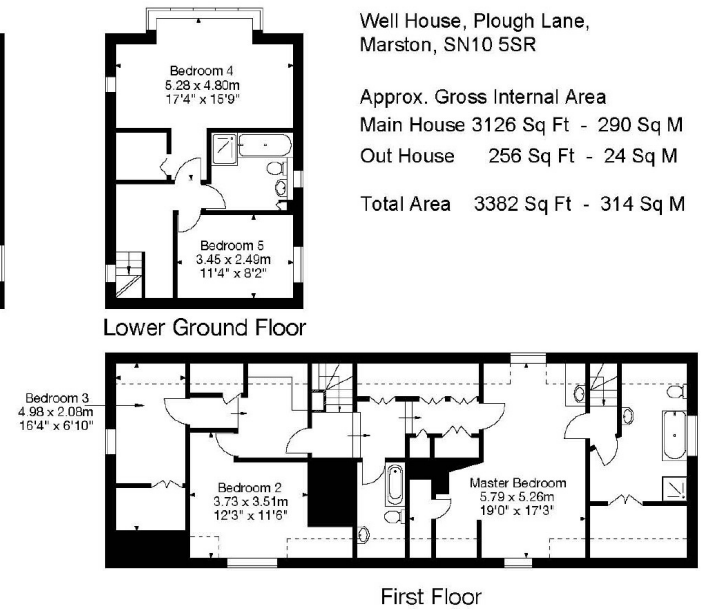 Well House, Plough Lane,
Marston, SN10 5SR
Approx. Gross Internal Area
Main House 3126 Sq Ft - 290 Sq M
Out House 256 Sq Ft - 24 Sq M
Total Area 3382 Sq Ft - 314 Sq M
Bedroom 4
5.28 x 4.80m
17'4" x 15'9"
Bedroom 5
3.45 x 2.49m
11'4" x 8'2"
Lower Ground Floor
Bedroom 3
4.98 x 2.08m
16'4" x 6'10"
Bedroom 2
3.73 x 3.51m
12'3" x 11'6"
Master Bedroom
5.79 x 5.26m
19'0" x 17'3"
First Floor